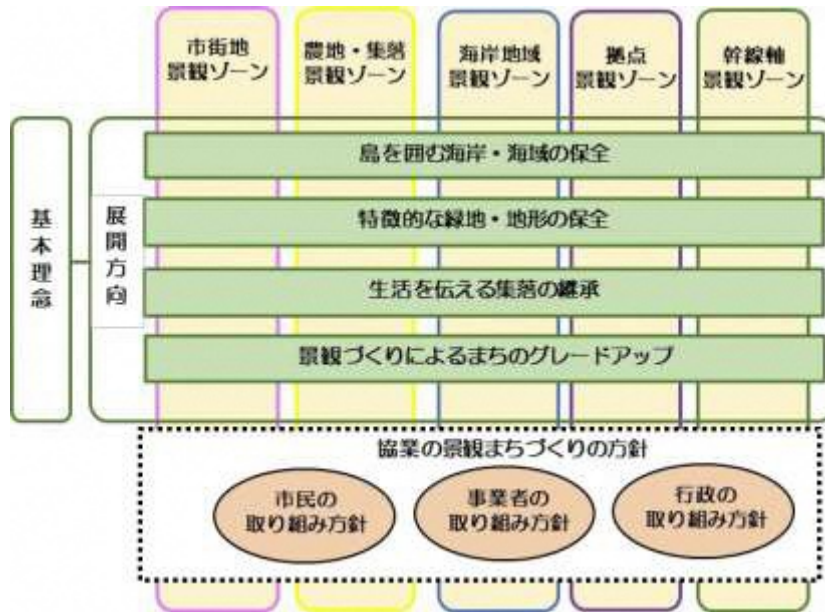 市街地
景観ゾーン
農地・集落
景観ゾーン
海岸地域
景観ゾーン
拠点
景観ゾーン
幹線軸
景観ゾーン
基本理念
展開方向
島を囲む海岸・海域の保全
特徴的な緑地・地形の保全
生活を伝える集落の継承
景観づくりによるまちのグレードアップ
協業の景観まちづくりの方針
市民の
取り組み方針
事業者の
取り組み方針
行政の
取り組み方針